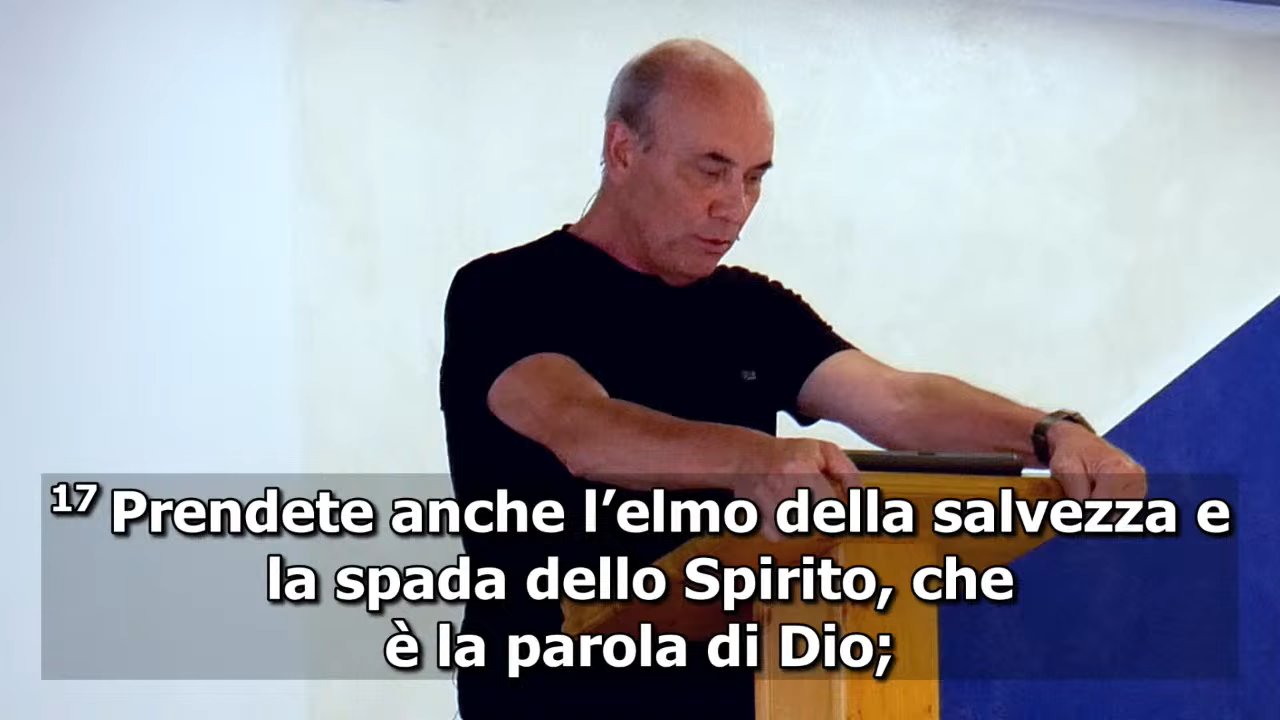 17 Prendete anche l’elmo della salvezza e
la spada dello Spirito, che
è la parola di Dio;